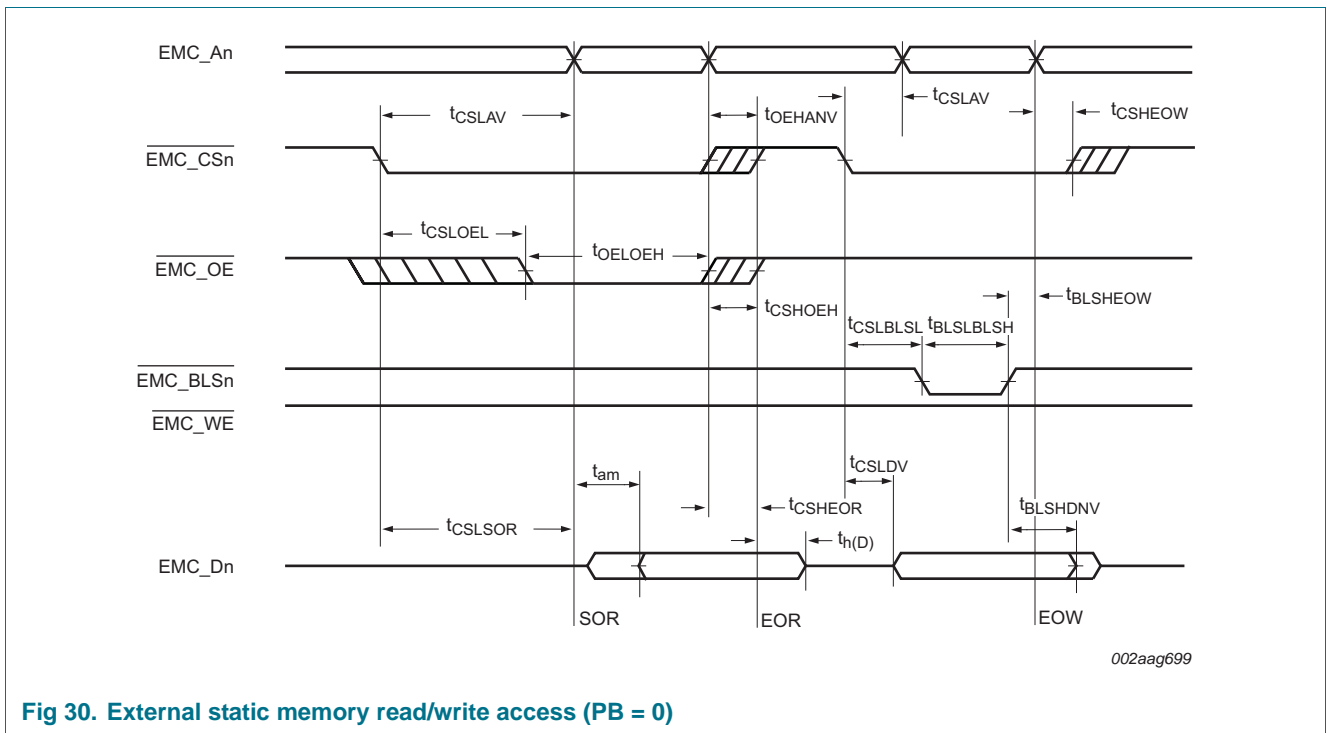 EMC_An
tCSLAV
tOEHANV
tCSLAV
tCSHEOW
EMC_CSn
tCSLOEL
tOELOEH
EMC_OE
tCSHOEH
tBLSHEOW
tCSLBLSL
tBLSLBLSH
EMC_BLSn
EMC_WE
tam
tCSLDV
tCSLSOR
tCSHEOR
tBLSHDNV
th(D)
EMC_Dn
SOR
EOR
EOW
002aag699
Fig 30. External static memory read/write access (PB = 0)